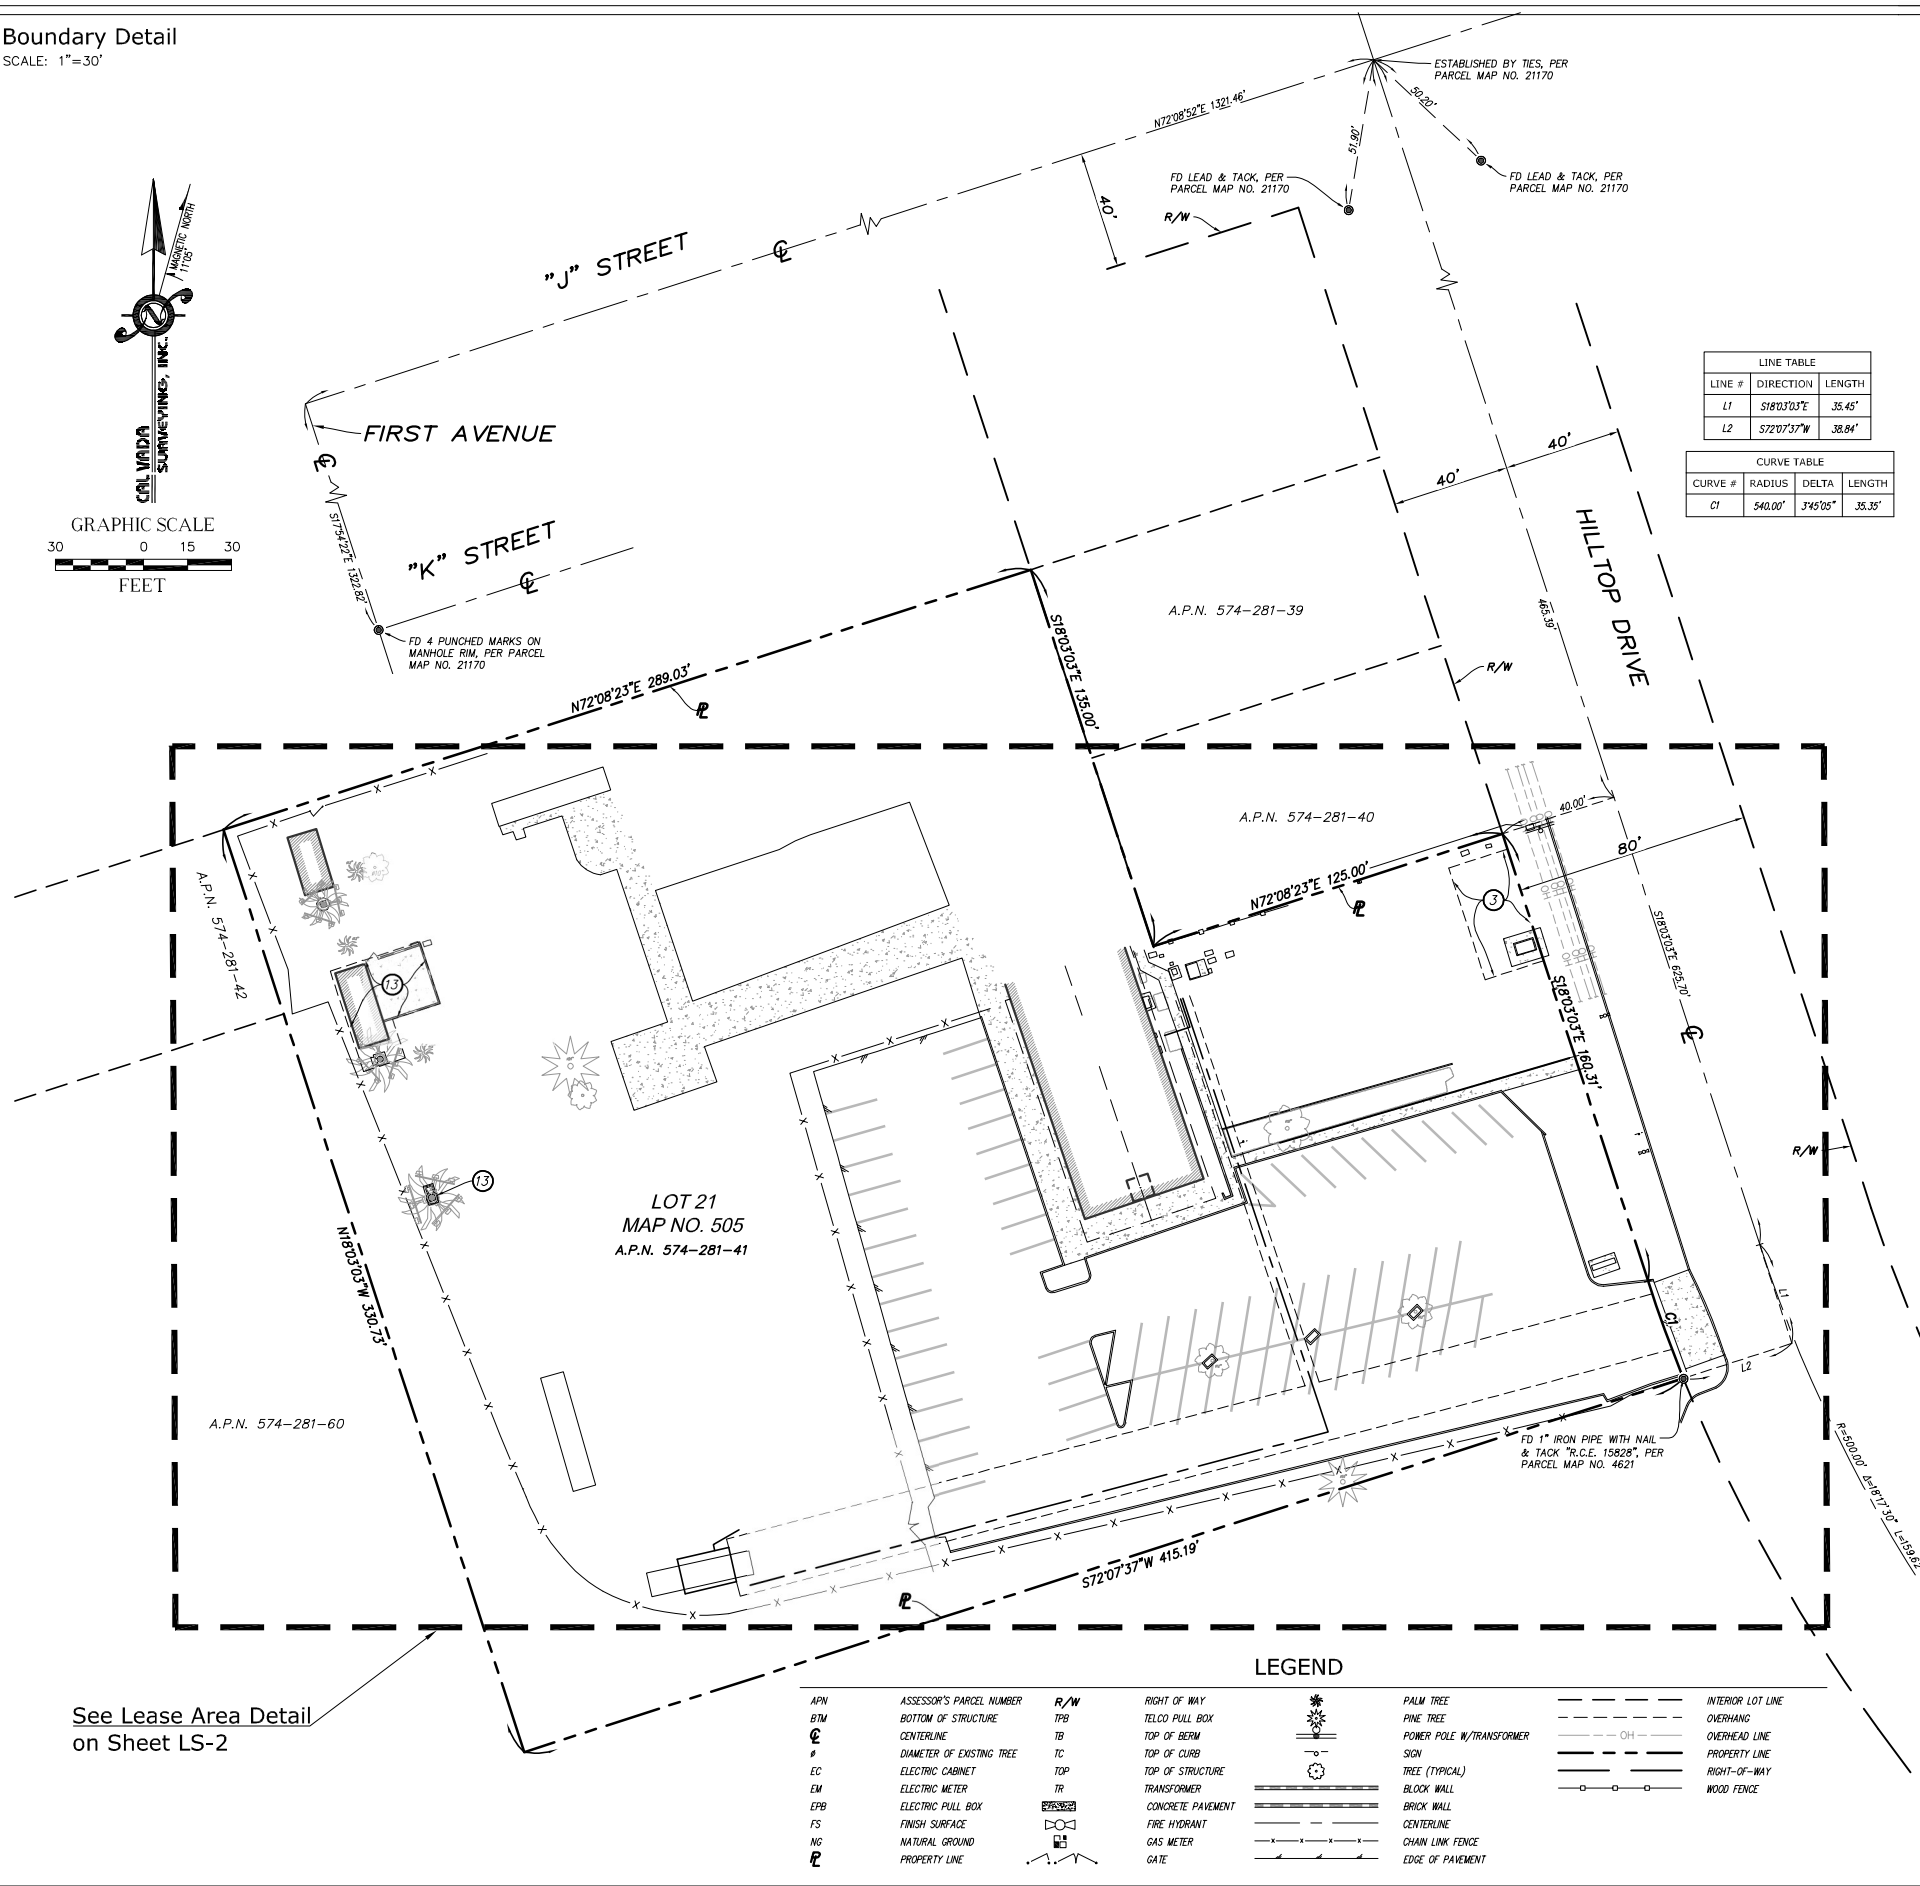 Boundary Detail
SCALE: 1"=30'
ESTABLISHED BY TIES, PER
PARCEL MAP NO. 21170
N72°08'52"E 1321.46'
50.20'
51.90'
FD LEAD & TACK, PER
PARCEL MAP NO. 21170
FD LEAD & TACK, PER
PARCEL MAP NO. 21170
40'
R/W
MAGNETIC NORTH
11°05'
"J" STREET
CAL VADA
SURVEYING, INC.
GRAPHIC SCALE
30 0 15 30
FEET
FIRST AVENUE
S17°54'22"E 1322.82'
"K" STREET
FD 4 PUNCHED MARKS ON
MANHOLE RIM, PER PARCEL
MAP NO. 21170
LINE TABLE
LINE # DIRECTION LENGTH
L1 S18°03'03"E 35.45'
L2 S72°07'37"W 38.84'
CURVE TABLE
CURVE # RADIUS DELTA LENGTH
C1 540.00' 3°45'05" 35.35'
40'
40'
HILLTOP DRIVE
465.39'
A.P.N. 574-281-39
R/W
S18°03'03"E 135.00'
N72°08'23"E 289.03'
A.P.N. 574-281-40
40.00'
80'
N72°08'23"E 125.00'
3
A.P.N. 574-281-42
13
S18°03'03"E 625.70'
S18°03'03"E 160.31'
R/W
13
LOT 21
MAP NO. 505
A.P.N. 574-281-41
N18°03'03"W 330.73'
L1
C1
L2
A.P.N. 574-281-60
FD 1" IRON PIPE WITH NAIL
& TACK "R.C.E. 15828", PER
PARCEL MAP NO. 4621
R=500.00' Δ=18°17'30" L=159.62
S72°07'37"W 415.19'
See Lease Area Detail
on Sheet LS-2
LEGEND
APN ASSESSOR'S PARCEL NUMBER R/W RIGHT OF WAY PALM TREE INTERIOR LOT LINE
BTM BOTTOM OF STRUCTURE TPB TELCO PULL BOX PINE TREE OVERHANG
CENTERLINE TB TOP OF BERM POWER POLE W/TRANSFORMER OH OVERHEAD LINE
ø DIAMETER OF EXISTING TREE TC TOP OF CURB SIGN PROPERTY LINE
EC ELECTRIC CABINET TOP TOP OF STRUCTURE TREE (TYPICAL) RIGHT-OF-WAY
EM ELECTRIC METER TR TRANSFORMER BLOCK WALL WOOD FENCE
EPB ELECTRIC PULL BOX CONCRETE PAVEMENT BRICK WALL
FS FINISH SURFACE FIRE HYDRANT CENTERLINE
NG NATURAL GROUND GAS METER CHAIN LINK FENCE
PROPERTY LINE GATE EDGE OF PAVEMENT